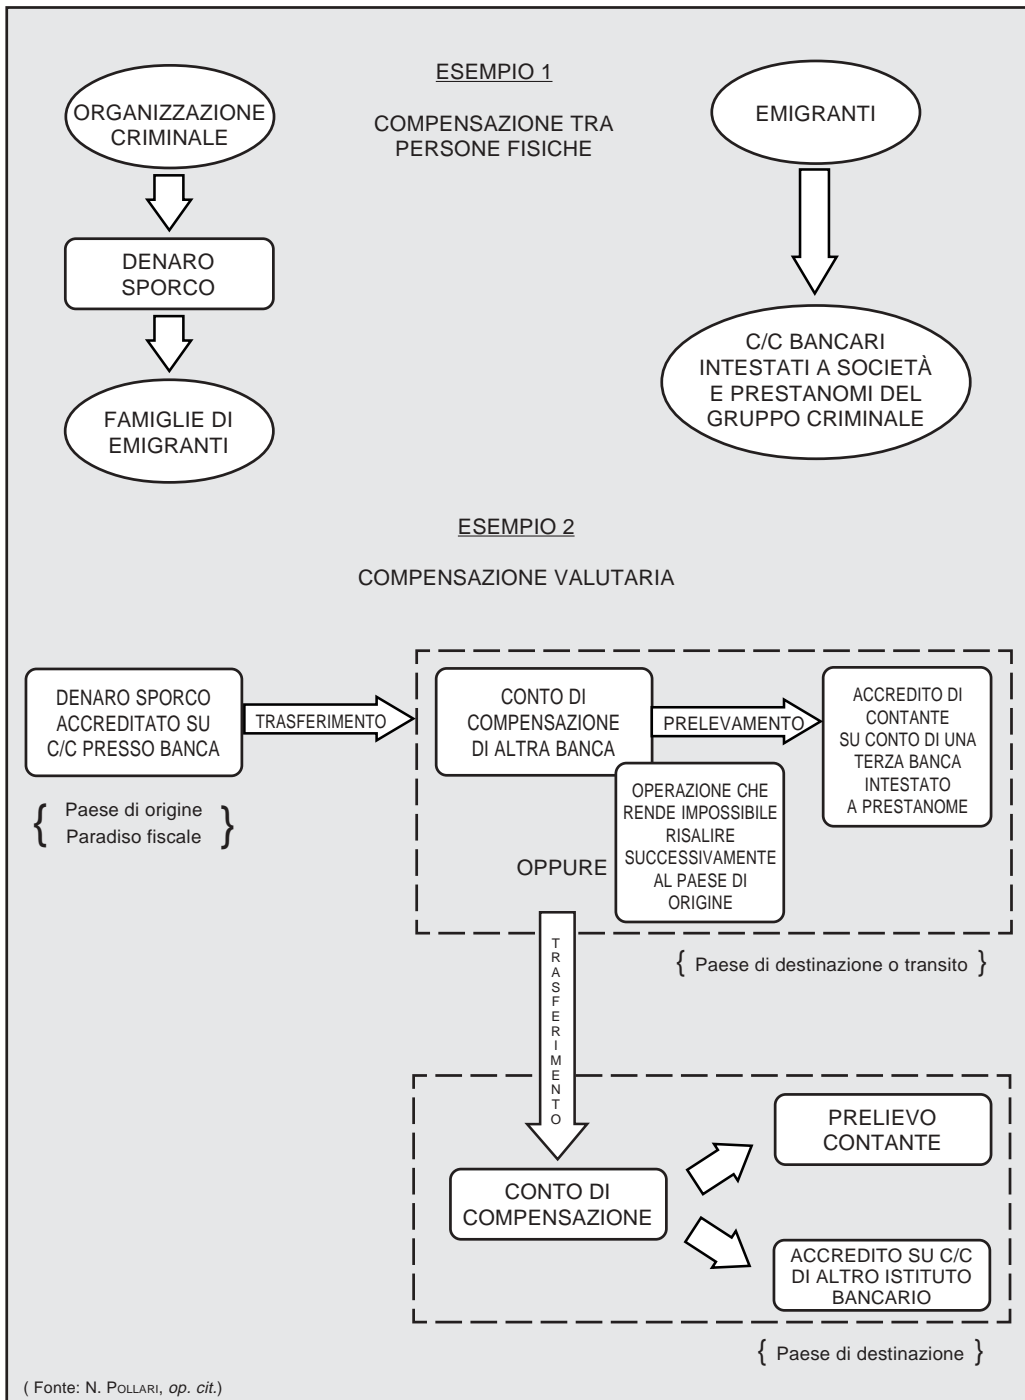 ESEMPIO 1
COMPENSAZIONE TRA
PERSONE FISICHE
ORGANIZZAZIONE
CRIMINALE
DENARO
SPORCO
FAMIGLIE DI
EMIGRANTI
EMIGRANTI
C/C BANCARI
INTESTATI A SOCIETÀ
E PRESTANOMI DEL
GRUPPO CRIMINALE
ESEMPIO 2
COMPENSAZIONE VALUTARIA
DENARO SPORCO
ACCREDITATO SU
C/C PRESSO BANCA
{ Paese di origine
Paradiso fiscale }
TRASFERIMENTO
CONTO DI
COMPENSAZIONE
DI ALTRA BANCA
PRELEVAMENTO
ACCREDITO DI
CONTANTE
SU CONTO DI UNA
TERZA BANCA
INTESTATO
A PRESTANOME
OPERAZIONE CHE
RENDE IMPOSSIBILE
RISALIRE
SUCCESSIVAMENTE
AL PAESE DI
ORIGINE
OPPURE
{ Paese di destinazione o transito }
TRASFERIMENTO
CONTO DI
COMPENSAZIONE
PRELIEVO
CONTANTE
ACCREDITO SU C/C
DI ALTRO ISTITUTO
BANCARIO
{ Paese di destinazione }
( Fonte: N. POLLARI, op. cit.)